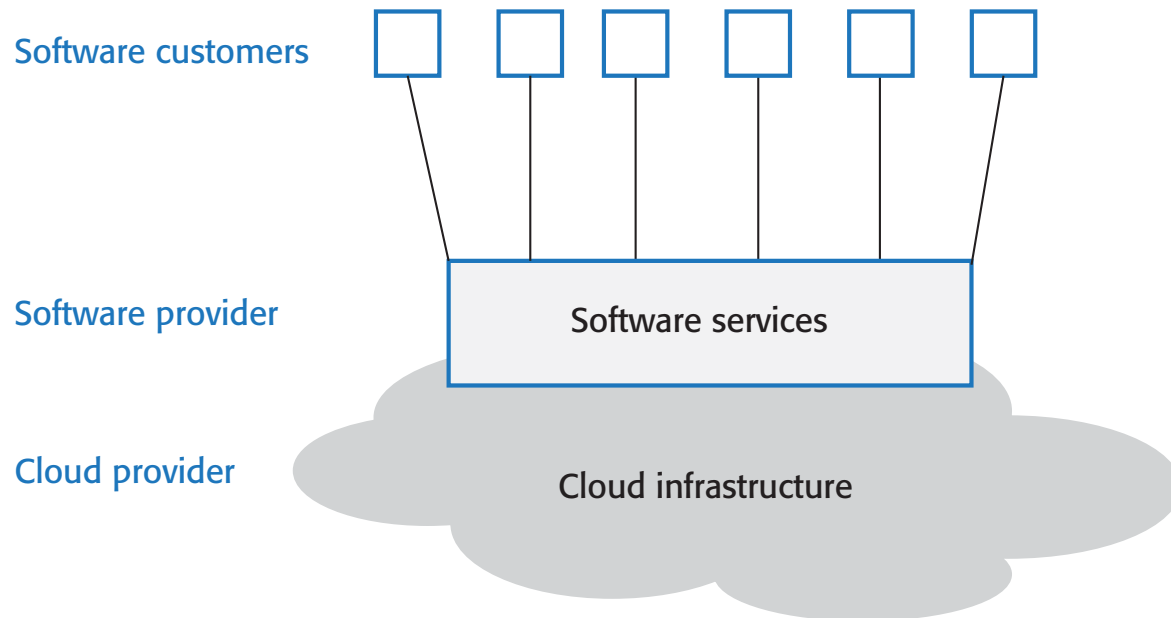 Software customers
Software provider
Software services
Cloud provider
Cloud infrastructure